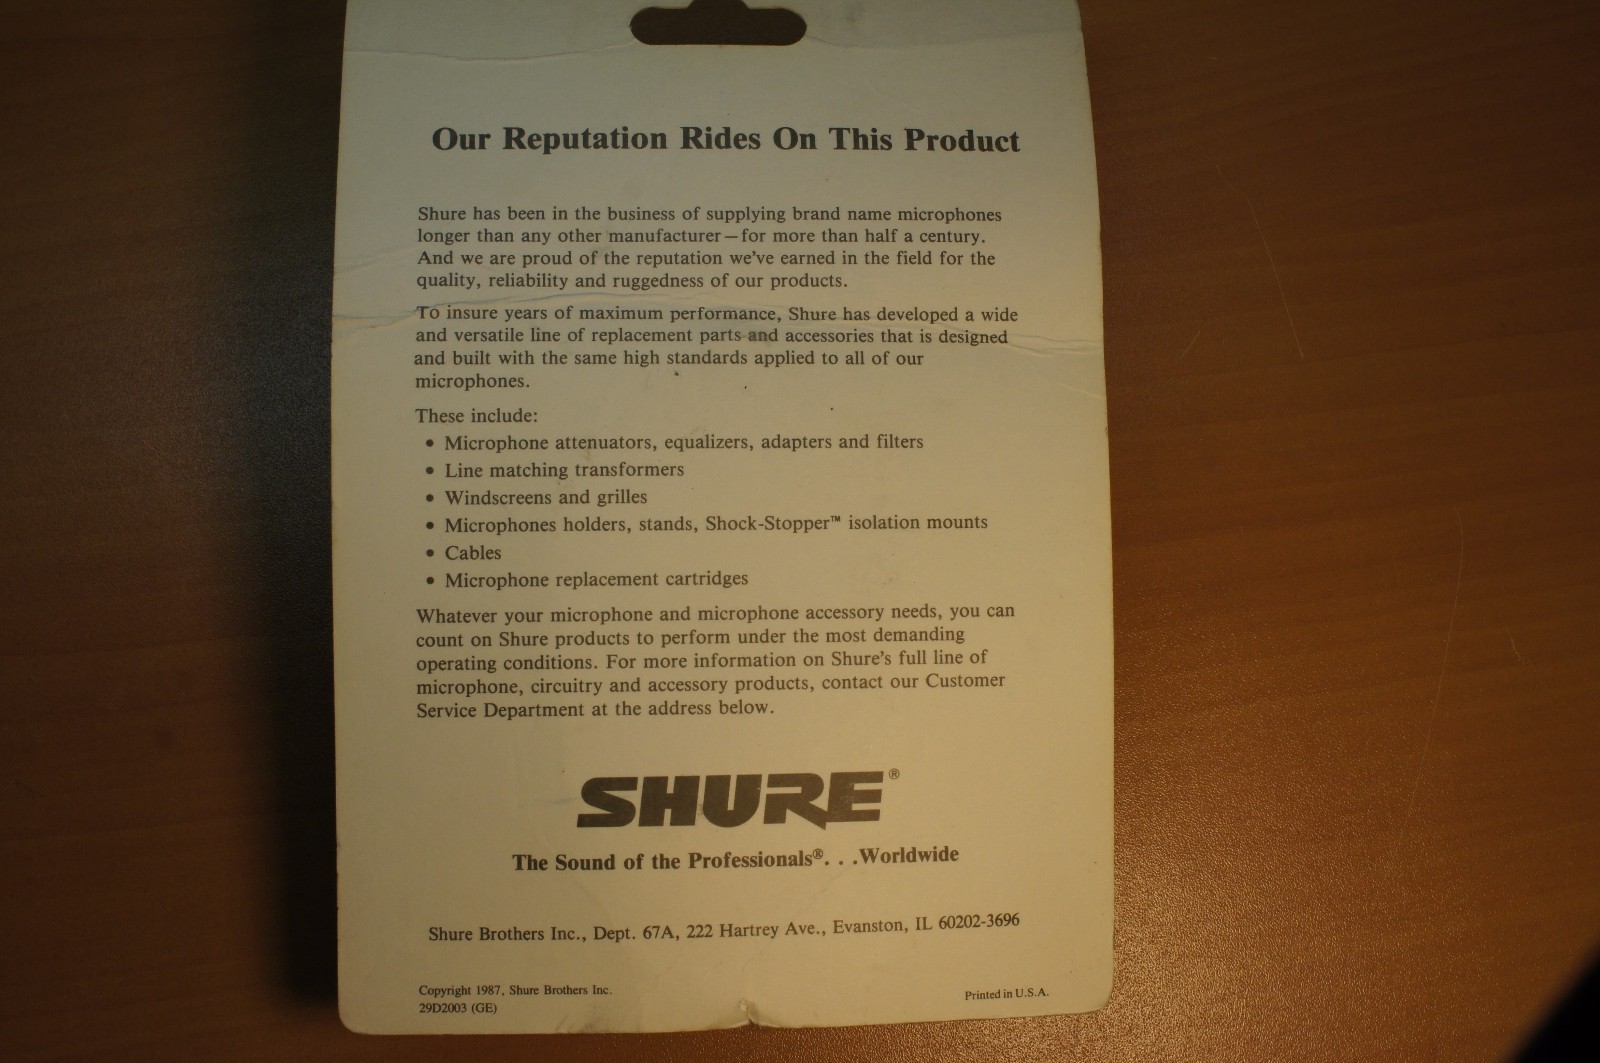 Our Reputation Rides On This Product
Shure has been in the business of supplying brand name microphones
longer than any other manufacturer—for more than half a century.
And we are proud of the reputation we've earned in the field for the
quality, reliability and ruggedness of our products.
To insure years of maximum performance, Shure has developed a wide
and versatile line of replacement parts and accessories that is designed
and built with the same high standards applied to all of our
microphones.
These include:
• Microphone attenuators, equalizers, adapters and filters
• Line matching transformers
• Windscreens and grilles
• Microphones holders, stands, Shock-Stopper™ isolation mounts
• Cables
• Microphone replacement cartridges
Whatever your microphone and microphone accessory needs, you can
count on Shure products to perform under the most demanding
operating conditions. For more information on Shure's full line of
microphone, circuitry and accessory products, contact our Customer
Service Department at the address below.
SHURE®
The Sound of the Professionals®. . .Worldwide
Shure Brothers Inc., Dept. 67A, 222 Hartrey Ave., Evanston, IL 60202-3696
Copyright 1987, Shure Brothers Inc.
29D2003 (GE)
Printed in U.S.A.